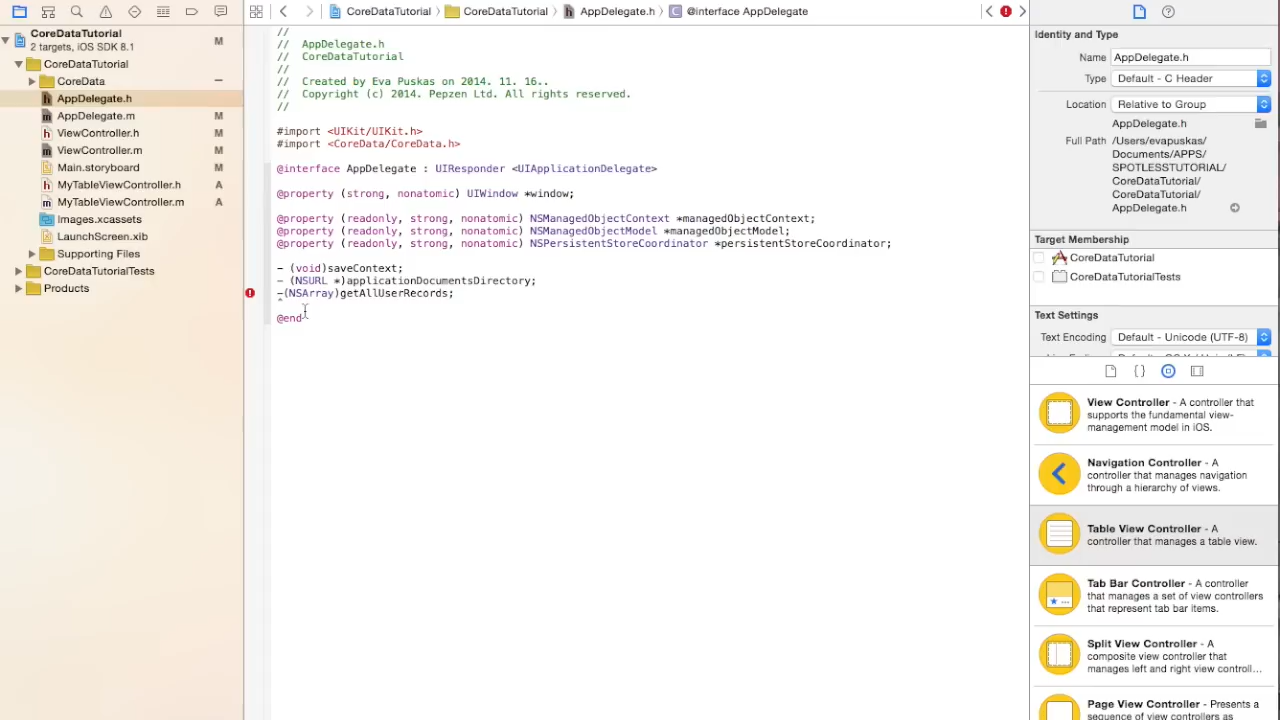 CoreDataTutorial
CoreDataTutorial
AppDelegate.h
@interface AppDelegate
CoreDataTutorial
M
2 targets, iOS SDK 8.1
CoreDataTutorial
CoreData
AppDelegate.h
AppDelegate.m
M
ViewController.h
M
ViewController.m
M
Main.storyboard
M
MyTableViewController.h
A
MyTableViewController.m
A
Images.xcassets
LaunchScreen.xib
Supporting Files
CoreDataTutorialTests
Products
//
// AppDelegate.h
// CoreDataTutorial
//
// Created by Eva Puskas on 2014. 11. 16..
// Copyright (c) 2014. Pepzen Ltd. All rights reserved.
//
#import <UIKit/UIKit.h>
#import <CoreData/CoreData.h>
@interface AppDelegate : UIResponder <UIApplicationDelegate>
@property (strong, nonatomic) UIWindow *window;
@property (readonly, strong, nonatomic) NSManagedObjectContext *managedObjectContext;
@property (readonly, strong, nonatomic) NSManagedObjectModel *managedObjectModel;
@property (readonly, strong, nonatomic) NSPersistentStoreCoordinator *persistentStoreCoordinator;
- (void)saveContext;
- (NSURL *)applicationDocumentsDirectory;
-(NSArray)getAllUserRecords;
^
@end
Identity and Type
Name AppDelegate.h
Type Default - C Header
Location Relative to Group
AppDelegate.h
Full Path /Users/evapuskas/
Documents/APPS/
SPOTLESSTUTORIAL/
CoreDataTutorial/
CoreDataTutorial/
AppDelegate.h
Target Membership
CoreDataTutorial
CoreDataTutorialTests
Text Settings
Text Encoding Default - Unicode (UTF-8)
View Controller - A
controller that
supports the fundamental view-
management model in iOS.
Navigation Controller - A
controller that manages navigation
through a hierarchy of views.
Table View Controller - A
controller that manages a table view.
Tab Bar Controller - A controller
that manages a set of view controllers
that represent tab bar items.
Split View Controller - A
composite view controller that
manages left and right view controll...
Page View Controller - Presents a
sequence of view controllers as